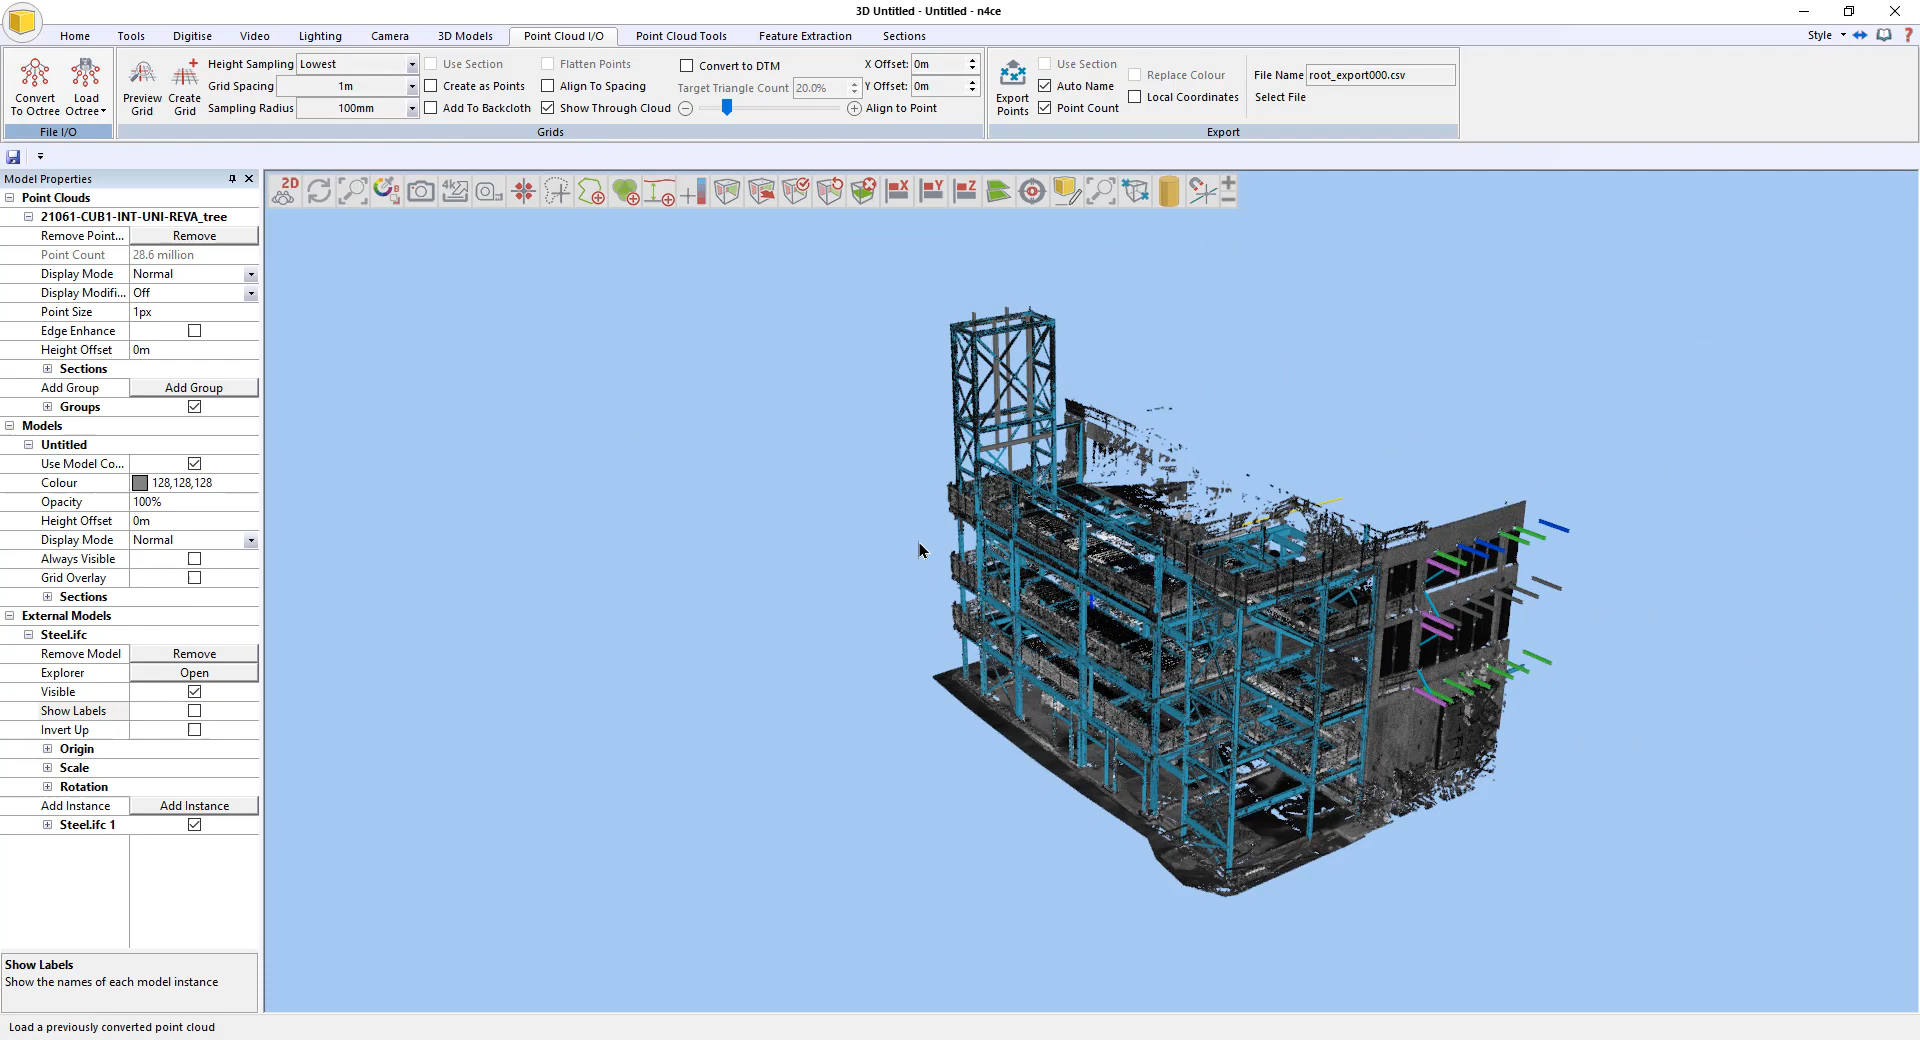 3D Untitled - Untitled - n4ce
Home Tools Digitise Video Lighting Camera 3D Models Point Cloud I/O Point Cloud Tools Feature Extraction Sections Style
Convert To Octree
Load Octree
File I/O
Preview Grid
Create Grid
Height Sampling Lowest
Grid Spacing 1m
Sampling Radius 100mm
Use Section
Create as Points
Add To Backcloth
Flatten Points
Align To Spacing
Show Through Cloud
Convert to DTM
Target Triangle Count 20.0%
X Offset: 0m
Y Offset: 0m
Align to Point
Grids
Export Points
Use Section
Auto Name
Point Count
Replace Colour
Local Coordinates
File Name root_export000.csv
Select File
Export
Model Properties
Point Clouds
21061-CUB1-INT-UNI-REVA_tree
Remove Point... Remove
Point Count 28.6 million
Display Mode Normal
Display Modifi... Off
Point Size 1px
Edge Enhance
Height Offset 0m
Sections
Add Group Add Group
Groups
Models
Untitled
Use Model Co...
Colour 128,128,128
Opacity 100%
Height Offset 0m
Display Mode Normal
Always Visible
Grid Overlay
Sections
External Models
Steel.ifc
Remove Model Remove
Explorer Open
Visible
Show Labels
Invert Up
Origin
Scale
Rotation
Add Instance Add Instance
Steel.ifc 1
Show Labels
Show the names of each model instance
Load a previously converted point cloud
2D
B
4k
X
Y
Z